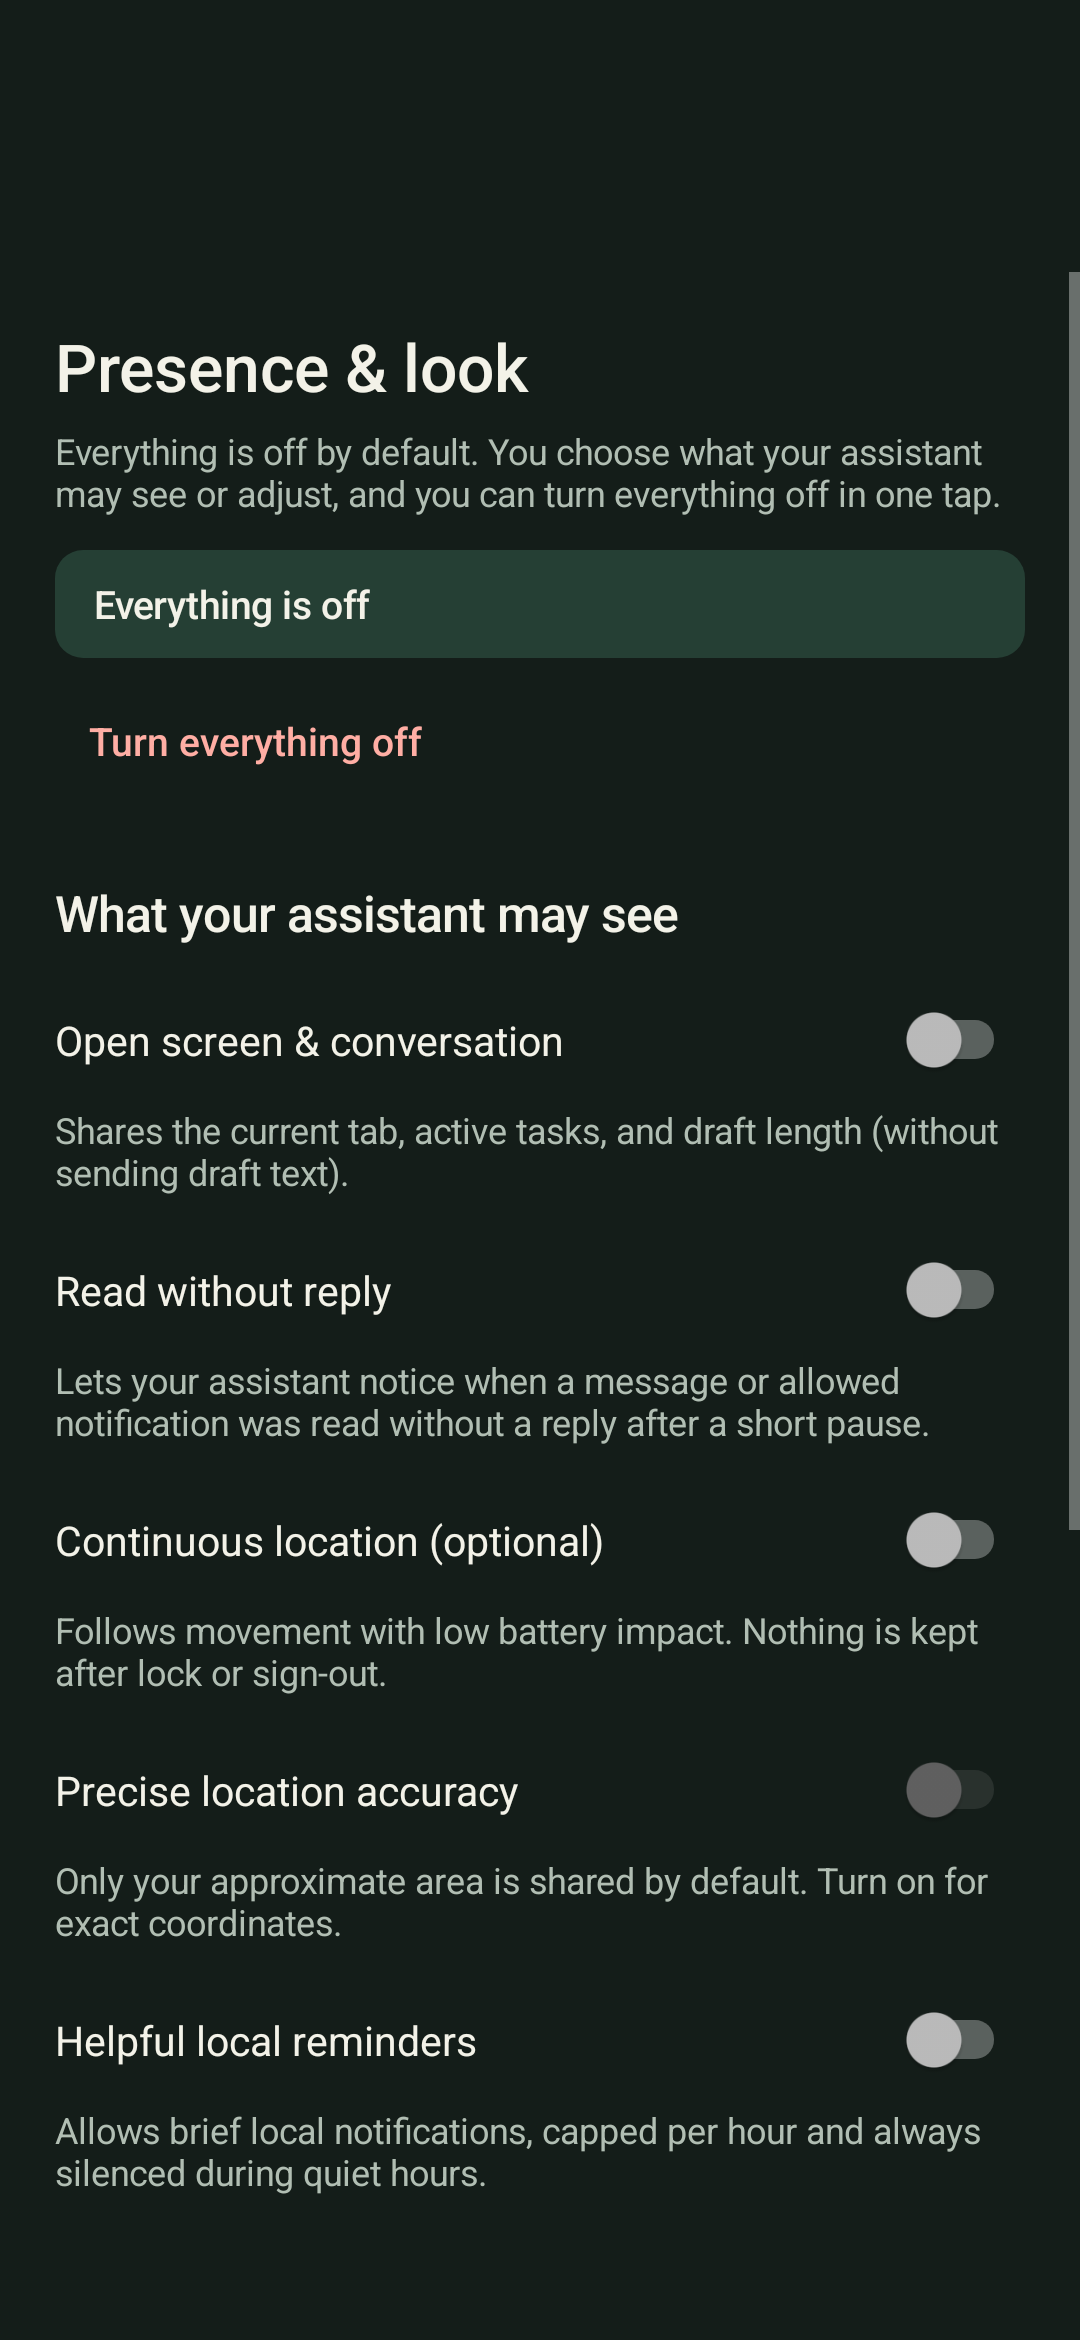 Presence & look
Everything is off by default. You choose what your assistant
may see or adjust, and you can turn everything off in one tap.
Everything is off
Turn everything off
What your assistant may see
Open screen & conversation
Shares the current tab, active tasks, and draft length (without
sending draft text).
Read without reply
Lets your assistant notice when a message or allowed
notification was read without a reply after a short pause.
Continuous location (optional)
Follows movement with low battery impact. Nothing is kept
after lock or sign-out.
Precise location accuracy
Only your approximate area is shared by default. Turn on for
exact coordinates.
Helpful local reminders
Allows brief local notifications, capped per hour and always
silenced during quiet hours.